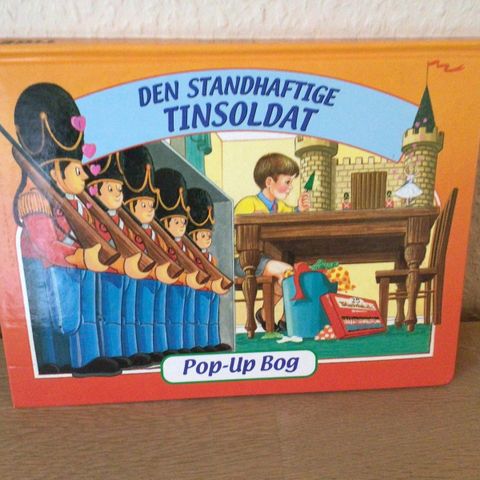 DEN STANDHAFTIGE
TINSOLDAT
Pop-Up Bog